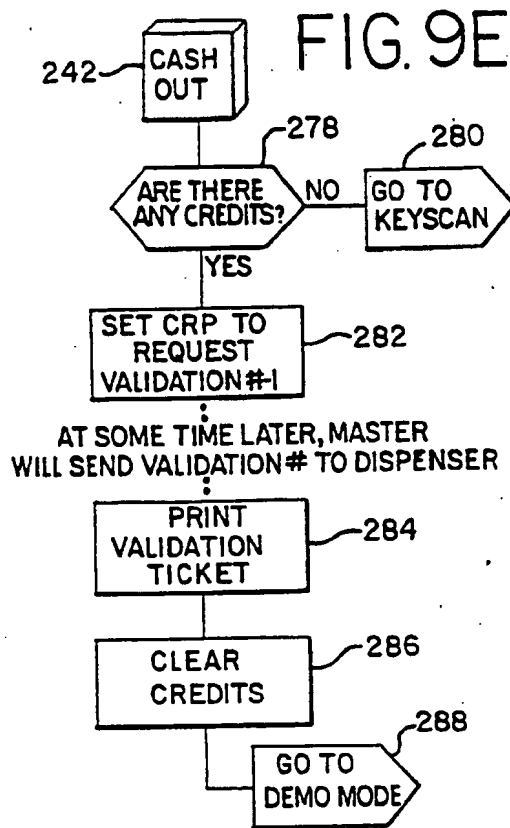 FIG. 9E
242
CASH
OUT
278
ARE THERE
ANY CREDITS?
NO
280
GO TO
KEYSCAN
YES
SET CRP TO
REQUEST
VALIDATION #-1
282
AT SOME TIME LATER, MASTER
WILL SEND VALIDATION # TO DISPENSER
PRINT
VALIDATION
TICKET
284
CLEAR
CREDITS
286
288
GO TO
DEMO MODE